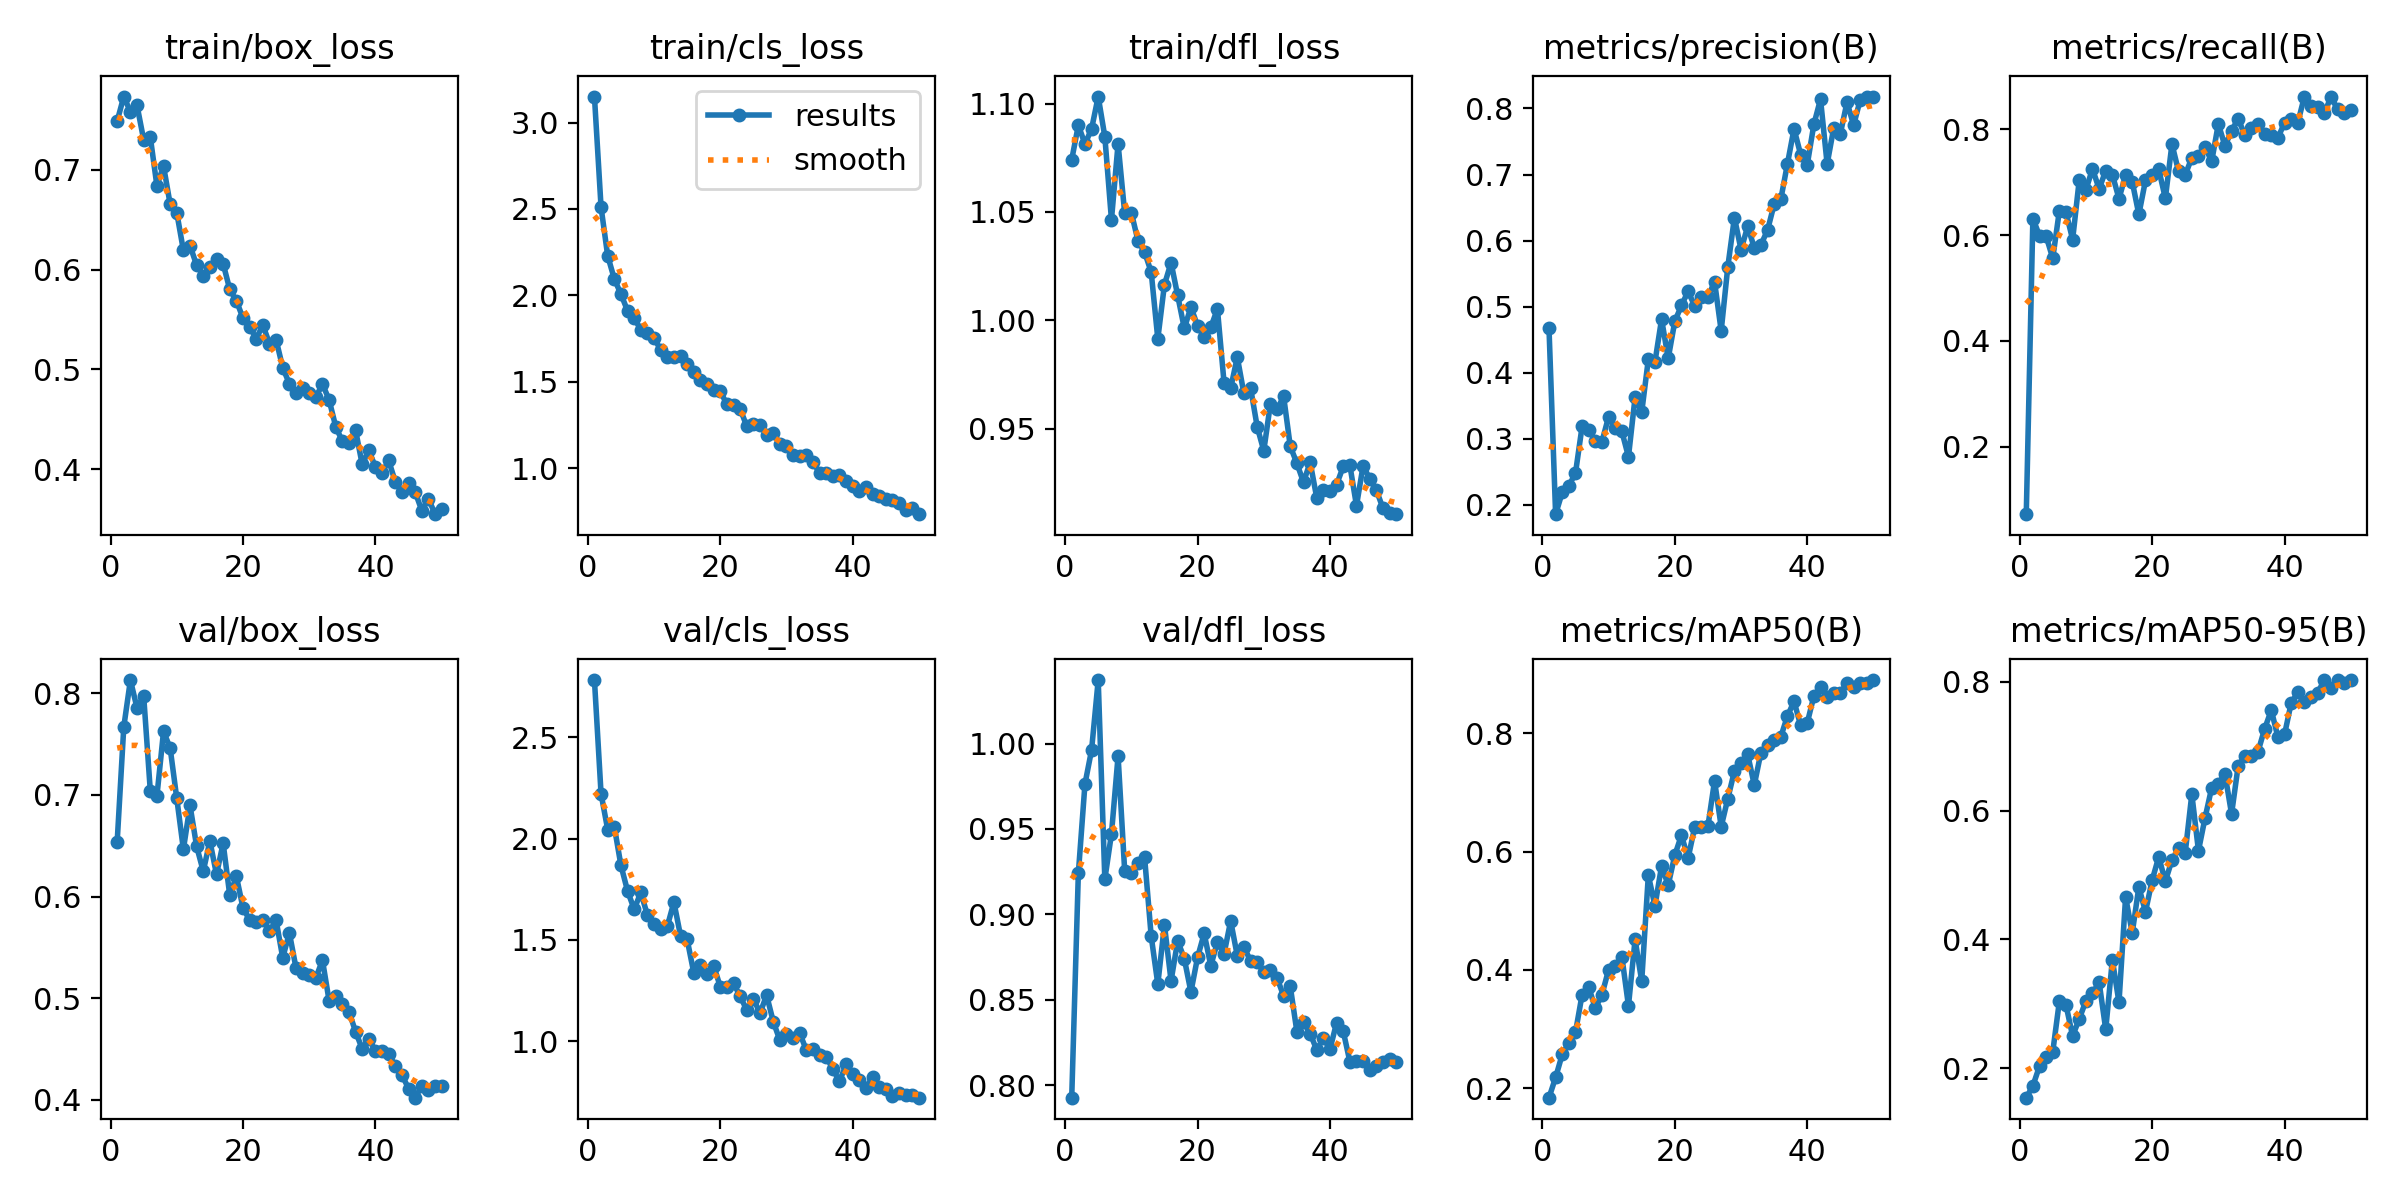 train/box_loss
0.7
0.6
0.5
0.4
0 20 40
train/cls_loss
results
smooth
3.0
2.5
2.0
1.5
1.0
0 20 40
train/dfl_loss
1.10
1.05
1.00
0.95
0 20 40
metrics/precision(B)
0.8
0.7
0.6
0.5
0.4
0.3
0.2
0 20 40
metrics/recall(B)
0.8
0.6
0.4
0.2
0 20 40
val/box_loss
0.8
0.7
0.6
0.5
0.4
0 20 40
val/cls_loss
2.5
2.0
1.5
1.0
0 20 40
val/dfl_loss
1.00
0.95
0.90
0.85
0.80
0 20 40
metrics/mAP50(B)
0.8
0.6
0.4
0.2
0 20 40
metrics/mAP50-95(B)
0.8
0.6
0.4
0.2
0 20 40